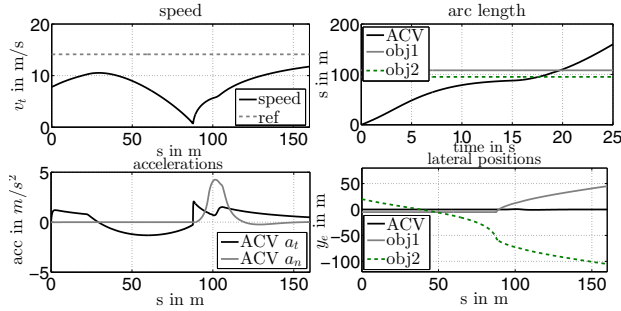 speed
arc length
20
10
0
v_t in m/s
speed
ref
0 50 100 150
s in m
200
100
0
s in m
ACV
obj1
obj2
0 5 10 15 20 25
time in s
accelerations
lateral positions
5
0
−5
acc in m/s^2
ACV a_t
ACV a_n
0 50 100 150
s in m
50
0
−50
−100
y_e in m
ACV
obj1
obj2
0 50 100 150
s in m